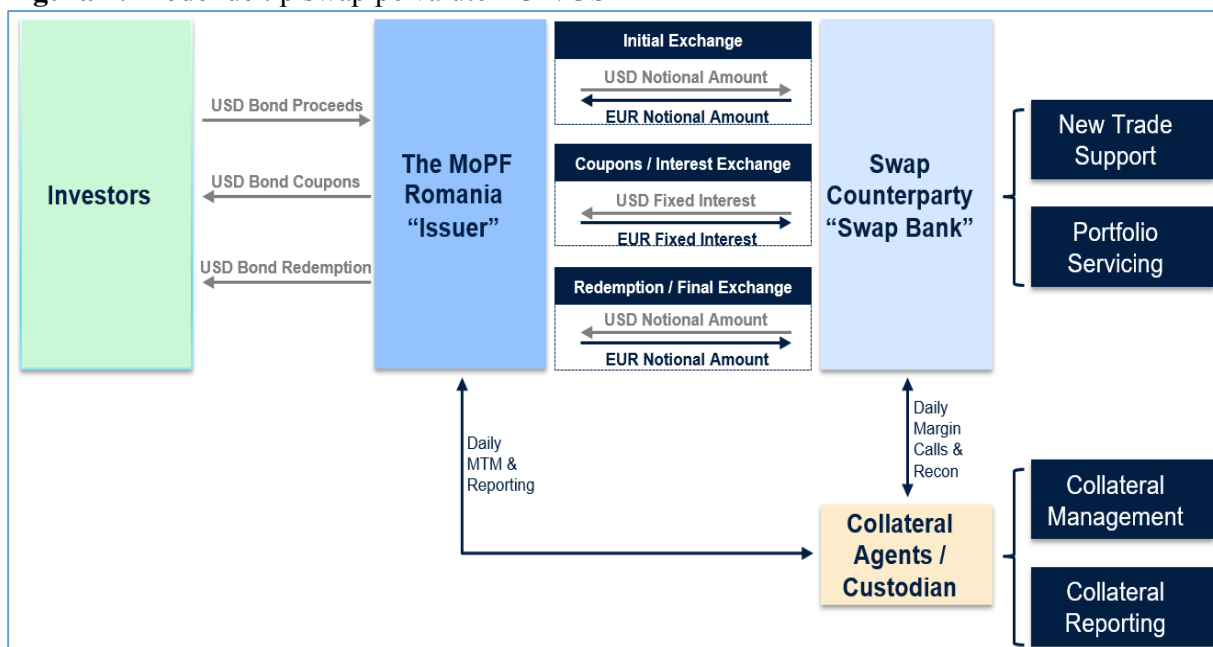 Initial Exchange
USD Notional Amount
EUR Notional Amount
USD Bond Proceeds
New Trade
Support
The MoPF
Romania
“Issuer”
Coupons / Interest Exchange
Swap
Counterparty
“Swap Bank”
Investors
USD Bond Coupons
USD Fixed Interest
EUR Fixed Interest
Portfolio
Servicing
USD Bond Redemption
Redemption / Final Exchange
USD Notional Amount
EUR Notional Amount
Daily
MTM &
Reporting
Daily
Margin
Calls &
Recon
Collateral
Management
Collateral
Agents /
Custodian
Collateral
Reporting